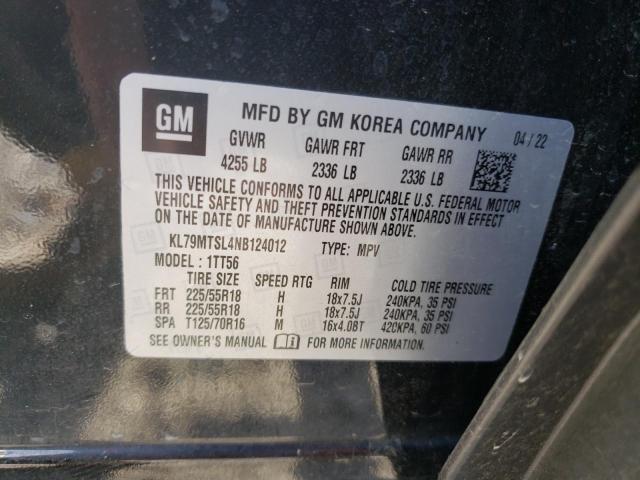 GM MFD BY GM KOREA COMPANY 04/22
GVWR GAWR FRT GAWR RR
4255 LB 2336 LB 2336 LB
THIS VEHICLE CONFORMS TO ALL APPLICABLE U.S. FEDERAL MOTOR
VEHICLE SAFETY AND THEFT PREVENTION STANDARDS IN EFFECT
ON THE DATE OF MANUFACTURE SHOWN ABOVE.
KL79MTSL4NB124012 TYPE: MPV
MODEL: 1TT56
TIRE SIZE SPEED RTG RIM COLD TIRE PRESSURE
FRT 225/55R18 H 18x7.5J 240KPA, 35 PSI
RR 225/55R18 H 18x7.5J 240KPA, 35 PSI
SPA T125/70R16 M 16x4.0BT 420KPA, 60 PSI
SEE OWNER'S MANUAL FOR MORE INFORMATION.